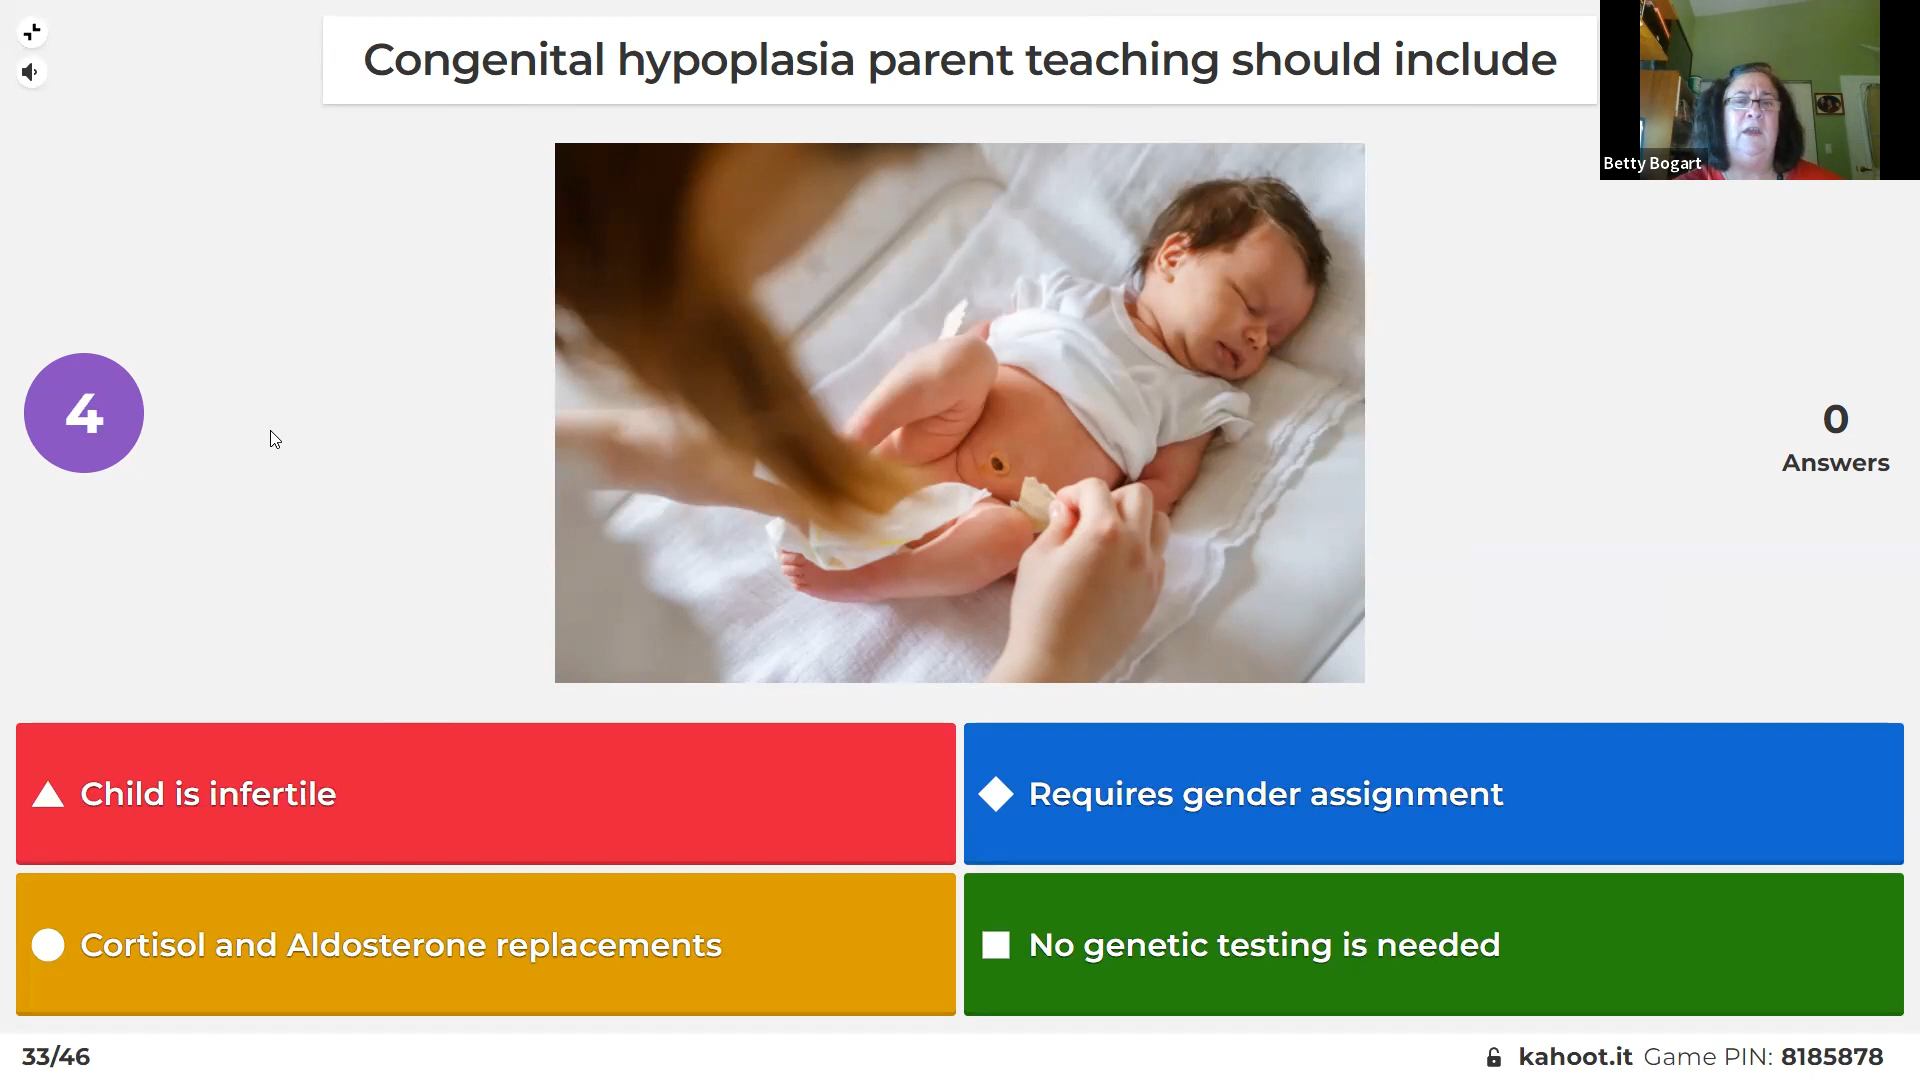 Congenital hypoplasia parent teaching should include
Betty Bogart
4
0
Answers
Child is infertile
Requires gender assignment
Cortisol and Aldosterone replacements
No genetic testing is needed
33/46
kahoot.it Game PIN: 8185878